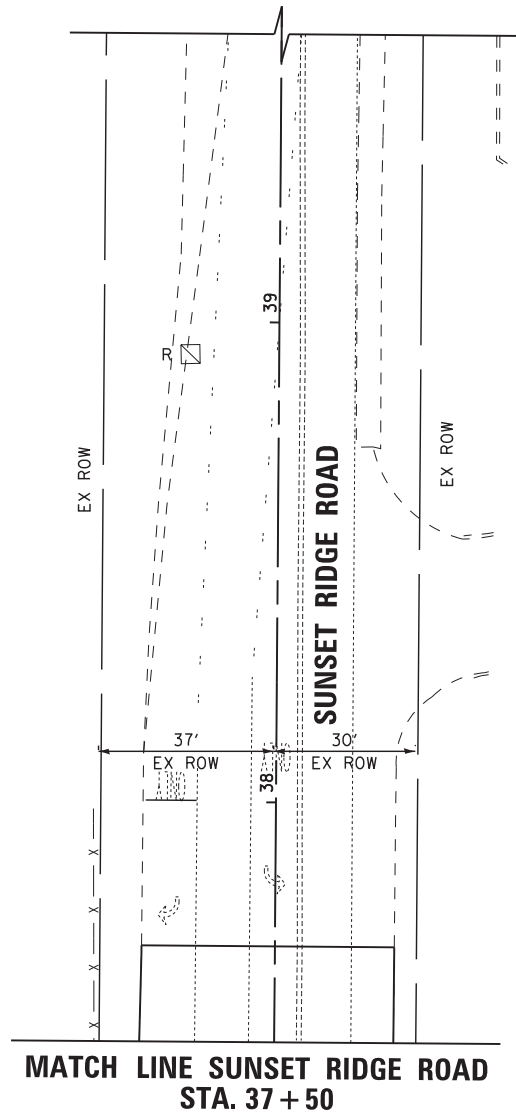 39
R
EX ROW
EX ROW
SUNSET RIDGE ROAD
37'
30'
EX ROW
EX ROW
38
X
X
X
X
MATCH LINE SUNSET RIDGE ROAD
STA. 37+50